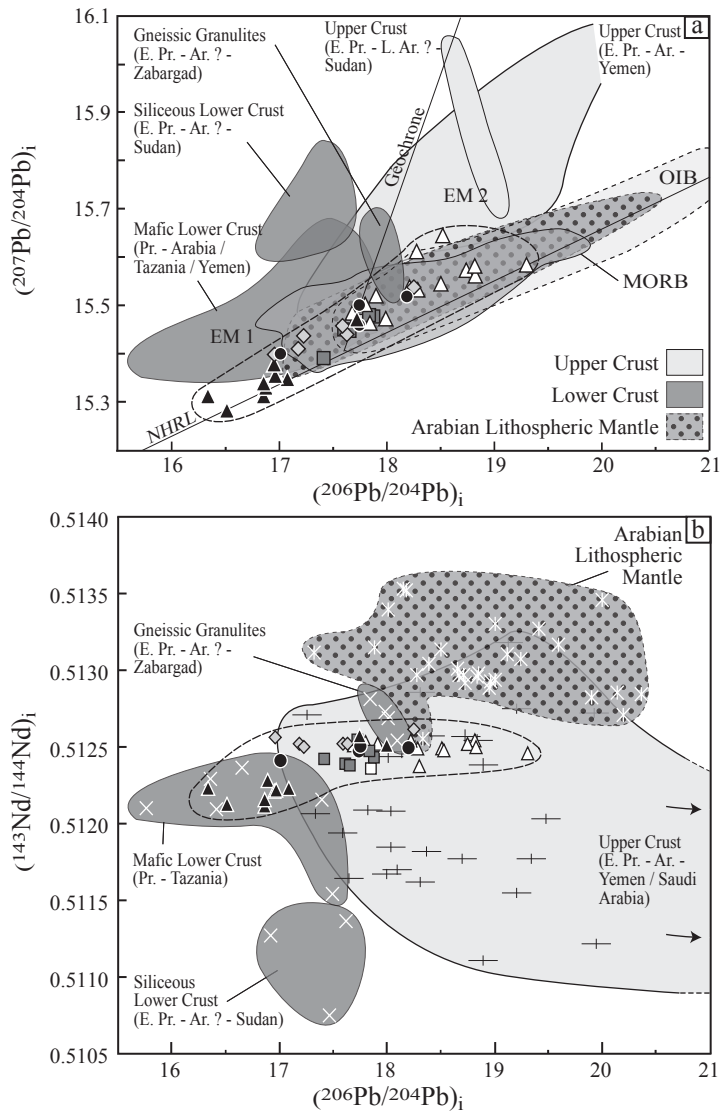 a
16.1
15.9
15.7
15.5
15.3
(207Pb/204Pb)i
Gneissic Granulites
(E. Pr. - Ar. ? -
Zabargad)
Upper Crust
(E. Pr. - L. Ar. ? -
Sudan)
Upper Crust
(E. Pr. - Ar. -
Yemen)
Siliceous Lower Crust
(E. Pr. - Ar. ? -
Sudan)
Mafic Lower Crust
(Pr. - Arabia /
Tazania / Yemen)
Geochrone
EM 2
OIB
MORB
EM 1
NHRL
Upper Crust
Lower Crust
Arabian Lithospheric Mantle
16 17 18 19 20 21
(206Pb/204Pb)i
b
0.5140
0.5135
0.5130
0.5125
0.5120
0.5115
0.5110
0.5105
(143Nd/144Nd)i
Arabian
Lithospheric
Mantle
Gneissic Granulites
(E. Pr. - Ar. ? -
Zabargad)
Mafic Lower Crust
(Pr. - Tazania)
Upper Crust
(E. Pr. - Ar. -
Yemen / Saudi
Arabia)
Siliceous
Lower Crust
(E. Pr. - Ar. ? - Sudan)
16 17 18 19 20 21
(206Pb/204Pb)i